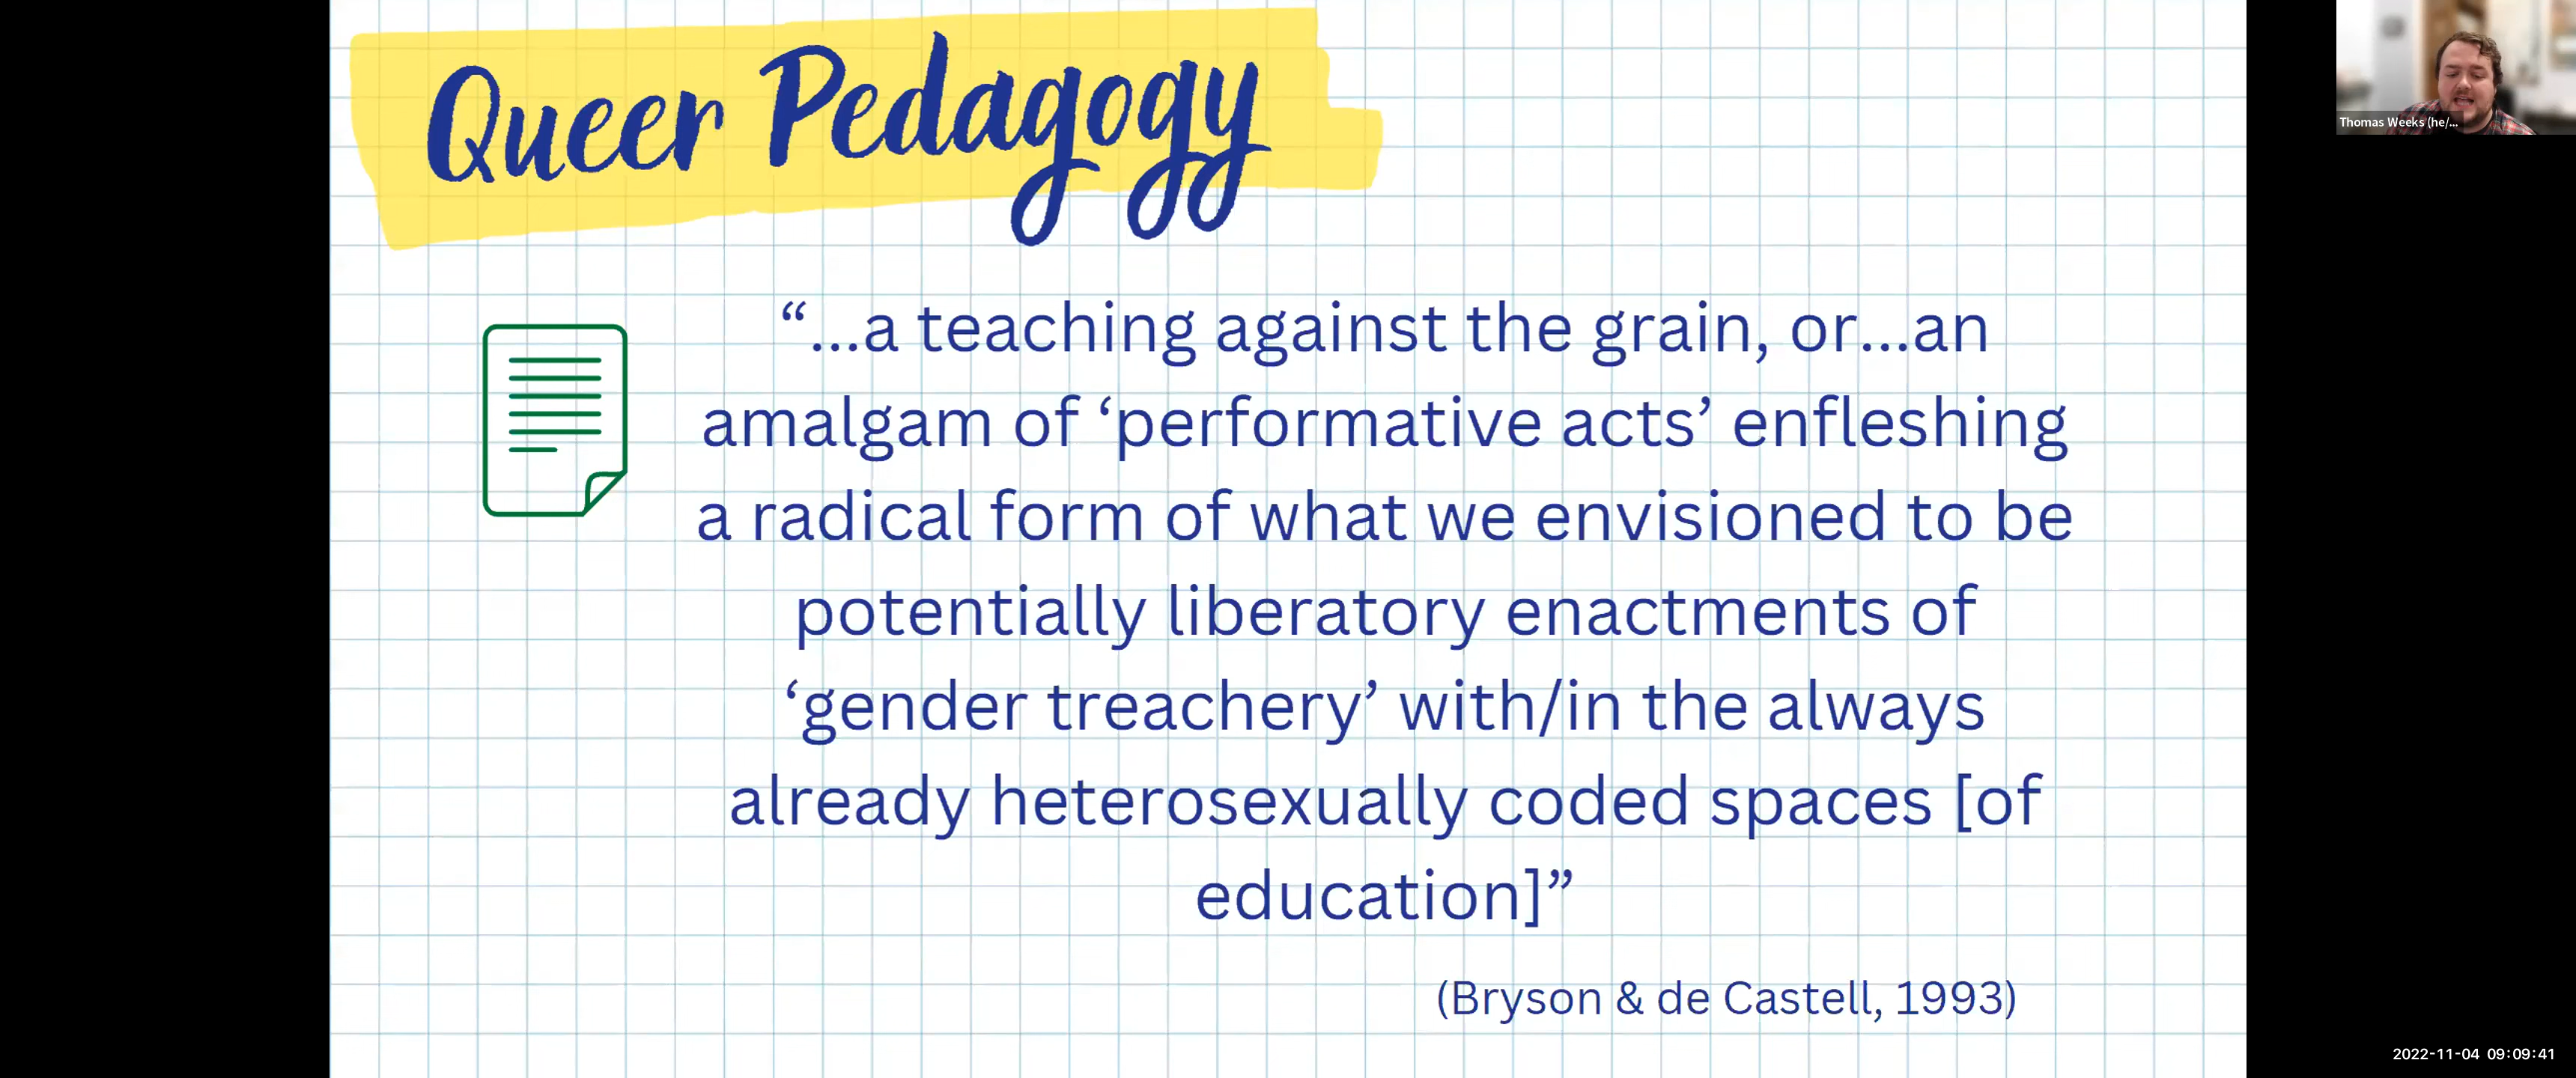 Queer Pedagogy
“...a teaching against the grain, or...an
amalgam of ‘performative acts’ enfleshing
a radical form of what we envisioned to be
potentially liberatory enactments of
‘gender treachery’ with/in the always
already heterosexually coded spaces [of
education]”
(Bryson & de Castell, 1993)
Thomas Weeks (he/...
2022-11-04 09:09:41